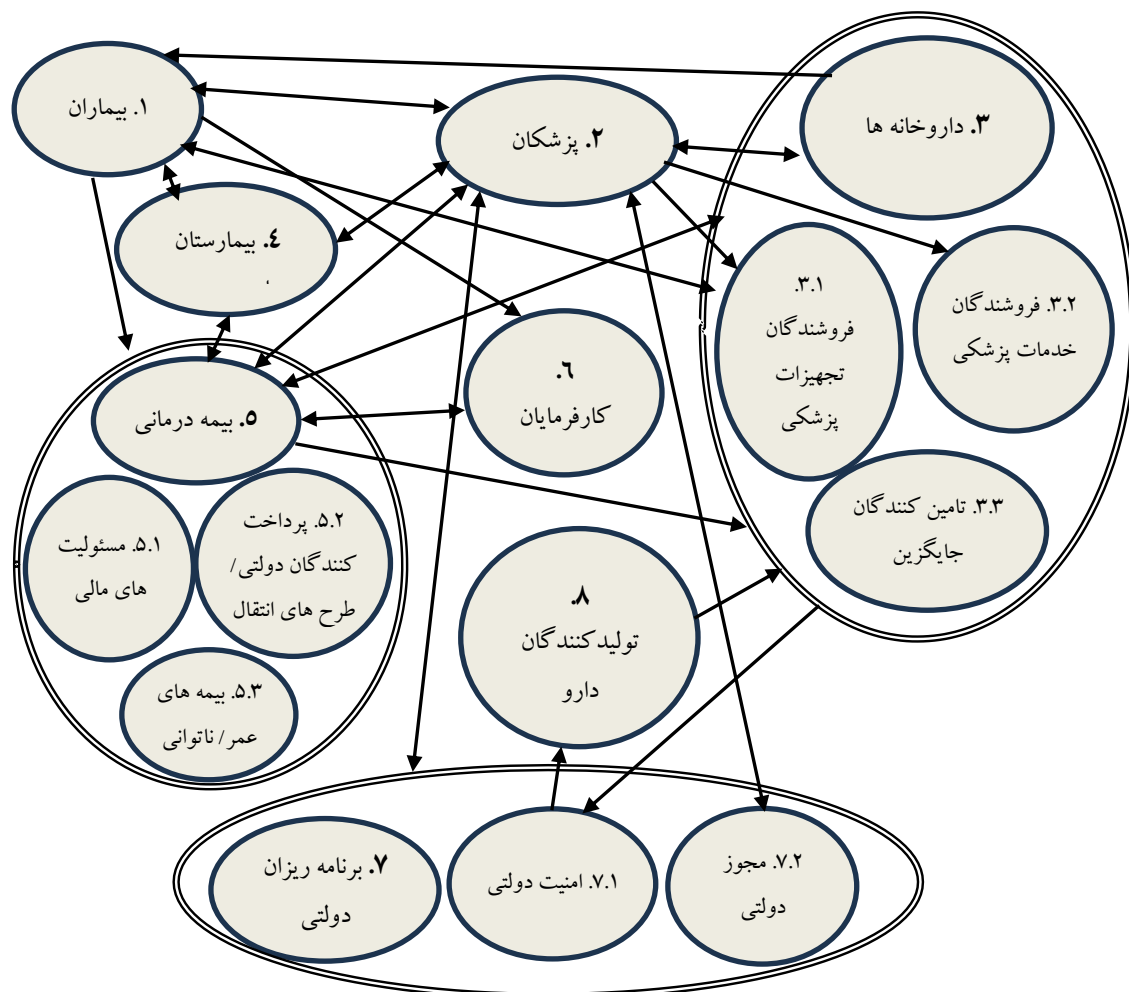 ۱. بیماران
۲. پزشکان
۳. داروخانه ها
۳.۱.
فروشندگان
تجهیزات
پزشکی
۳.۲. فروشندگان
خدمات پزشکی
۳.۳. تامین کنندگان
جایگزین
٤. بیمارستان
۵. بیمه درمانی
۵.۱. مسئولیت
های مالی
۵.۲. پرداخت
کنندگان دولتی/
طرح های انتقال
۵.۳. بیمه های
عمر/ ناتوانی
٦.
کارفرمایان
۷. برنامه ریزان
دولتی
۷.۱. امنیت دولتی
۷.۲. مجوز
دولتی
۸.
تولیدکنندگان
دارو